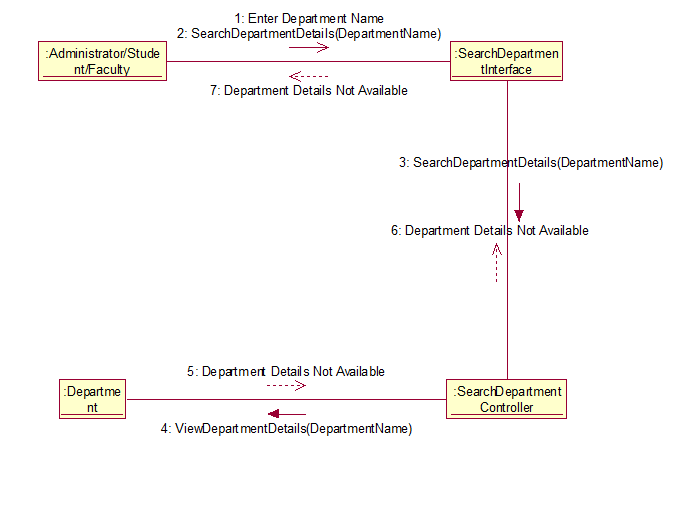 1: Enter Department Name
2: SearchDepartmentDetails(DepartmentName)
:Administrator/Stude
nt/Faculty
:SearchDepartmen
tInterface
7: Department Details Not Available
3: SearchDepartmentDetails(DepartmentName)
6: Department Details Not Available
5: Department Details Not Available
:Departme
nt
:SearchDepartment
Controller
4: ViewDepartmentDetails(DepartmentName)